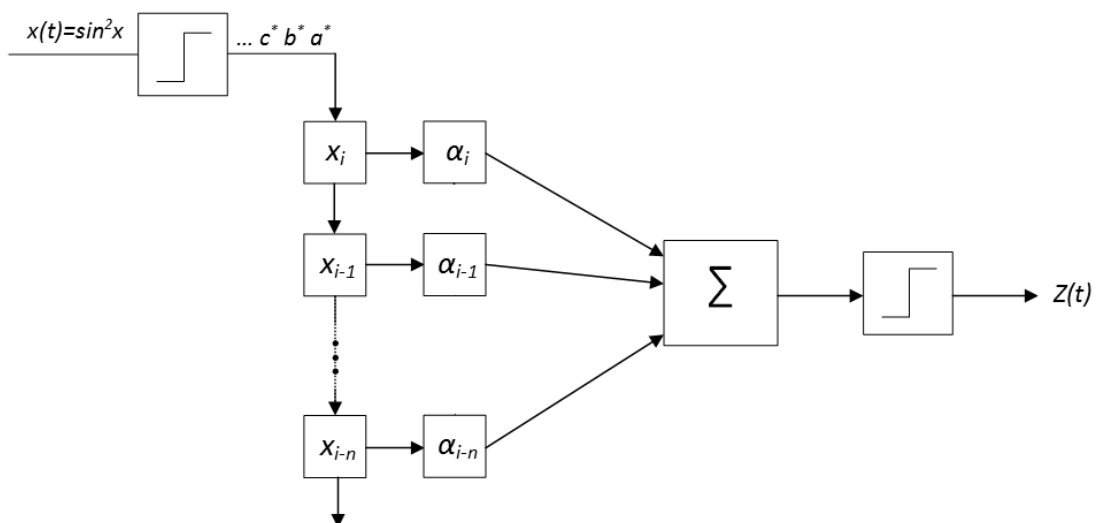 x(t)=sin²x
... c* b* a*
xᵢ
αᵢ
xᵢ₋₁
αᵢ₋₁
∑
Z(t)
xᵢ₋ₙ
αᵢ₋ₙ